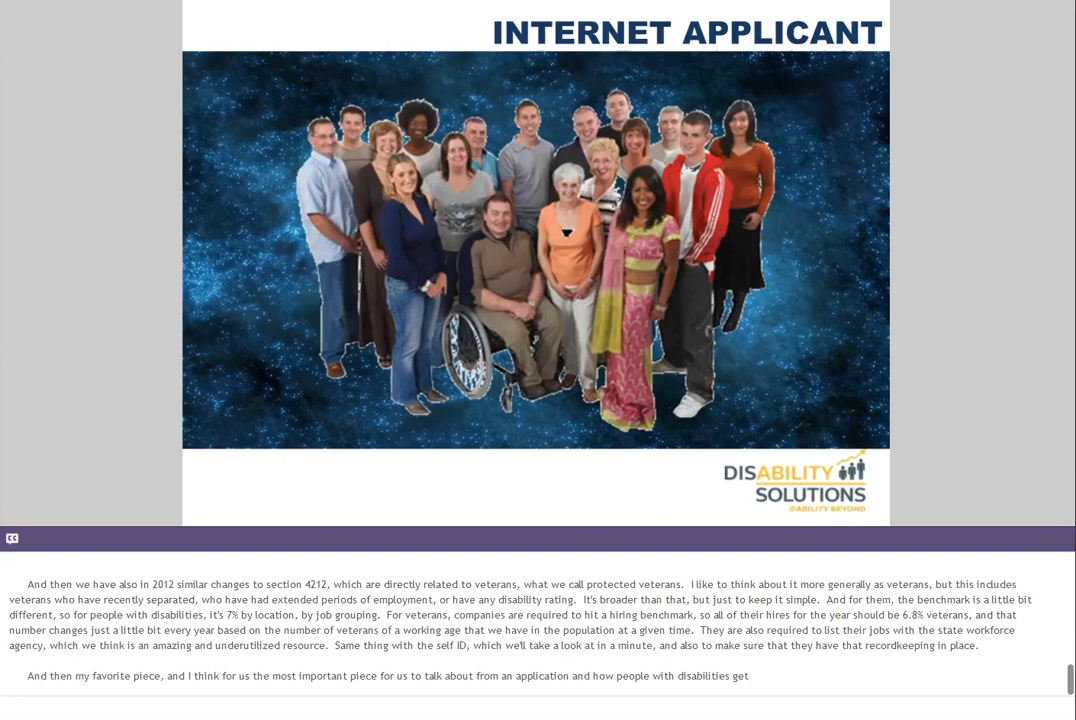 INTERNET APPLICANT
DISABILITY
SOLUTIONS
@ABILITY BEYOND
And then we have also in 2012 similar changes to section 4212, which are directly related to veterans, what we call protected veterans.  I like to think about it more generally as veterans, but this includes
veterans who have recently separated, who have had extended periods of employment, or have any disability rating.  It's broader than that, but just to keep it simple.  And for them, the benchmark is a little bit
different, so for people with disabilities, it's 7% by location, by job grouping.  For veterans, companies are required to hit a hiring benchmark, so all of their hires for the year should be 6.8% veterans, and that
number changes just a little bit every year based on the number of veterans of a working age that we have in the population at a given time.  They are also required to list their jobs with the state workforce
agency, which we think is an amazing and underutilized resource.  Same thing with the self ID, which we'll take a look at in a minute, and also to make sure that they have that recordkeeping in place.
And then my favorite piece, and I think for us the most important piece for us to talk about from an application and how people with disabilities get